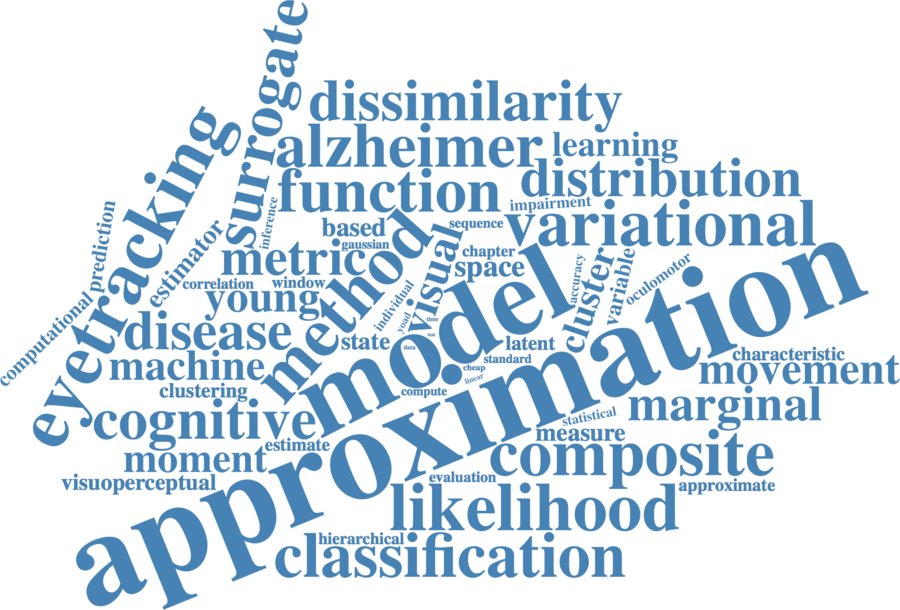 surrogate
dissimilarity
eyetracking
alzheimer
learning
function
distribution
impairment
variational
prediction
inference
based
sequence
gaussian
estimator
metric
method
visual
chapter
space
cluster
accuracy
variable
oculomotor
correlation
window
computational
young
individual
yoad
time
test
data
model
approximation
disease
state
latent
standard
machine
cheap
linear
characteristic
movement
clustering
compute
cognitive
marginal
statistical
estimate
measure
moment
composite
visuoperceptual
evaluation
approximate
likelihood
hierarchical
classification